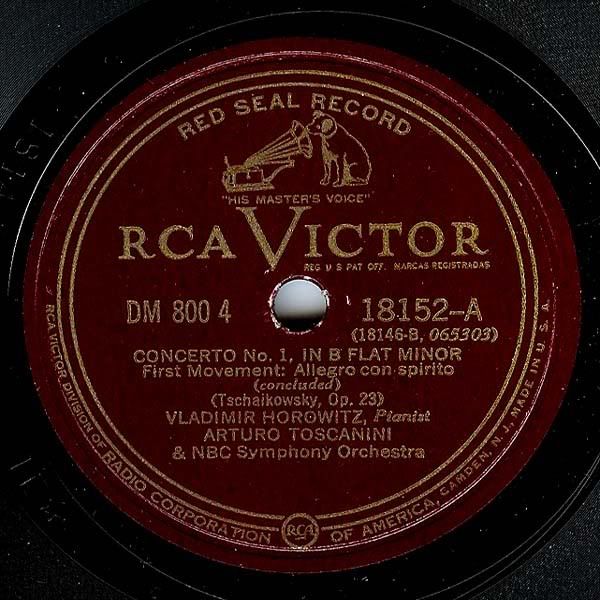 RED SEAL RECORD
"HIS MASTER'S VOICE"
RCA VICTOR
REG U S PAT OFF. MARCAS REGISTRADAS
DM 800 4
18152-A
(18146-B, 065303)
CONCERTO No. 1, IN B FLAT MINOR
First Movement: Allegro con spirito
(concluded)
(Tschaikowsky, Op. 23)
VLADIMIR HOROWITZ, Pianist
ARTURO TOSCANINI
& NBC Symphony Orchestra
RCA VICTOR DIVISION OF RADIO CORPORATION OF AMERICA, CAMDEN, N. J. MADE IN U.S.A.
RCA